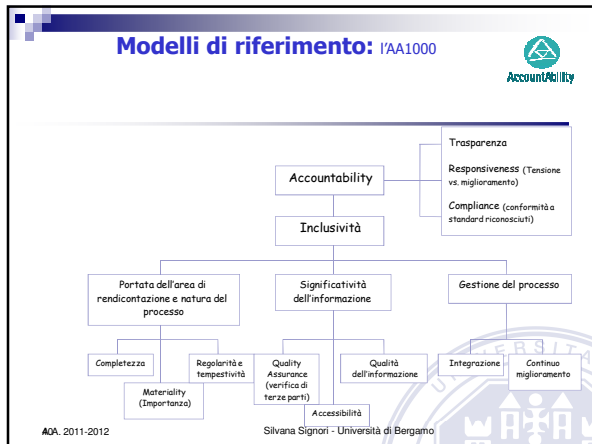 Modelli di riferimento: l'AA1000
AccountAbility
Trasparenza
Responsiveness (Tensione
vs. miglioramento)
Compliance (conformità a
standard riconosciuti)
Accountability
Inclusività
Portata dell'area di
rendicontazione e natura del
processo
Significatività
dell'informazione
Gestione del processo
Completezza
Materiality
(Importanza)
Regolarità e
tempestività
Quality
Assurance
(verifica di
terze parti)
Accessibilità
Qualità
dell'informazione
Integrazione
Continuo
miglioramento
UNIVERSITA
A.A. 2011-2012
Silvana Signori - Università di Bergamo